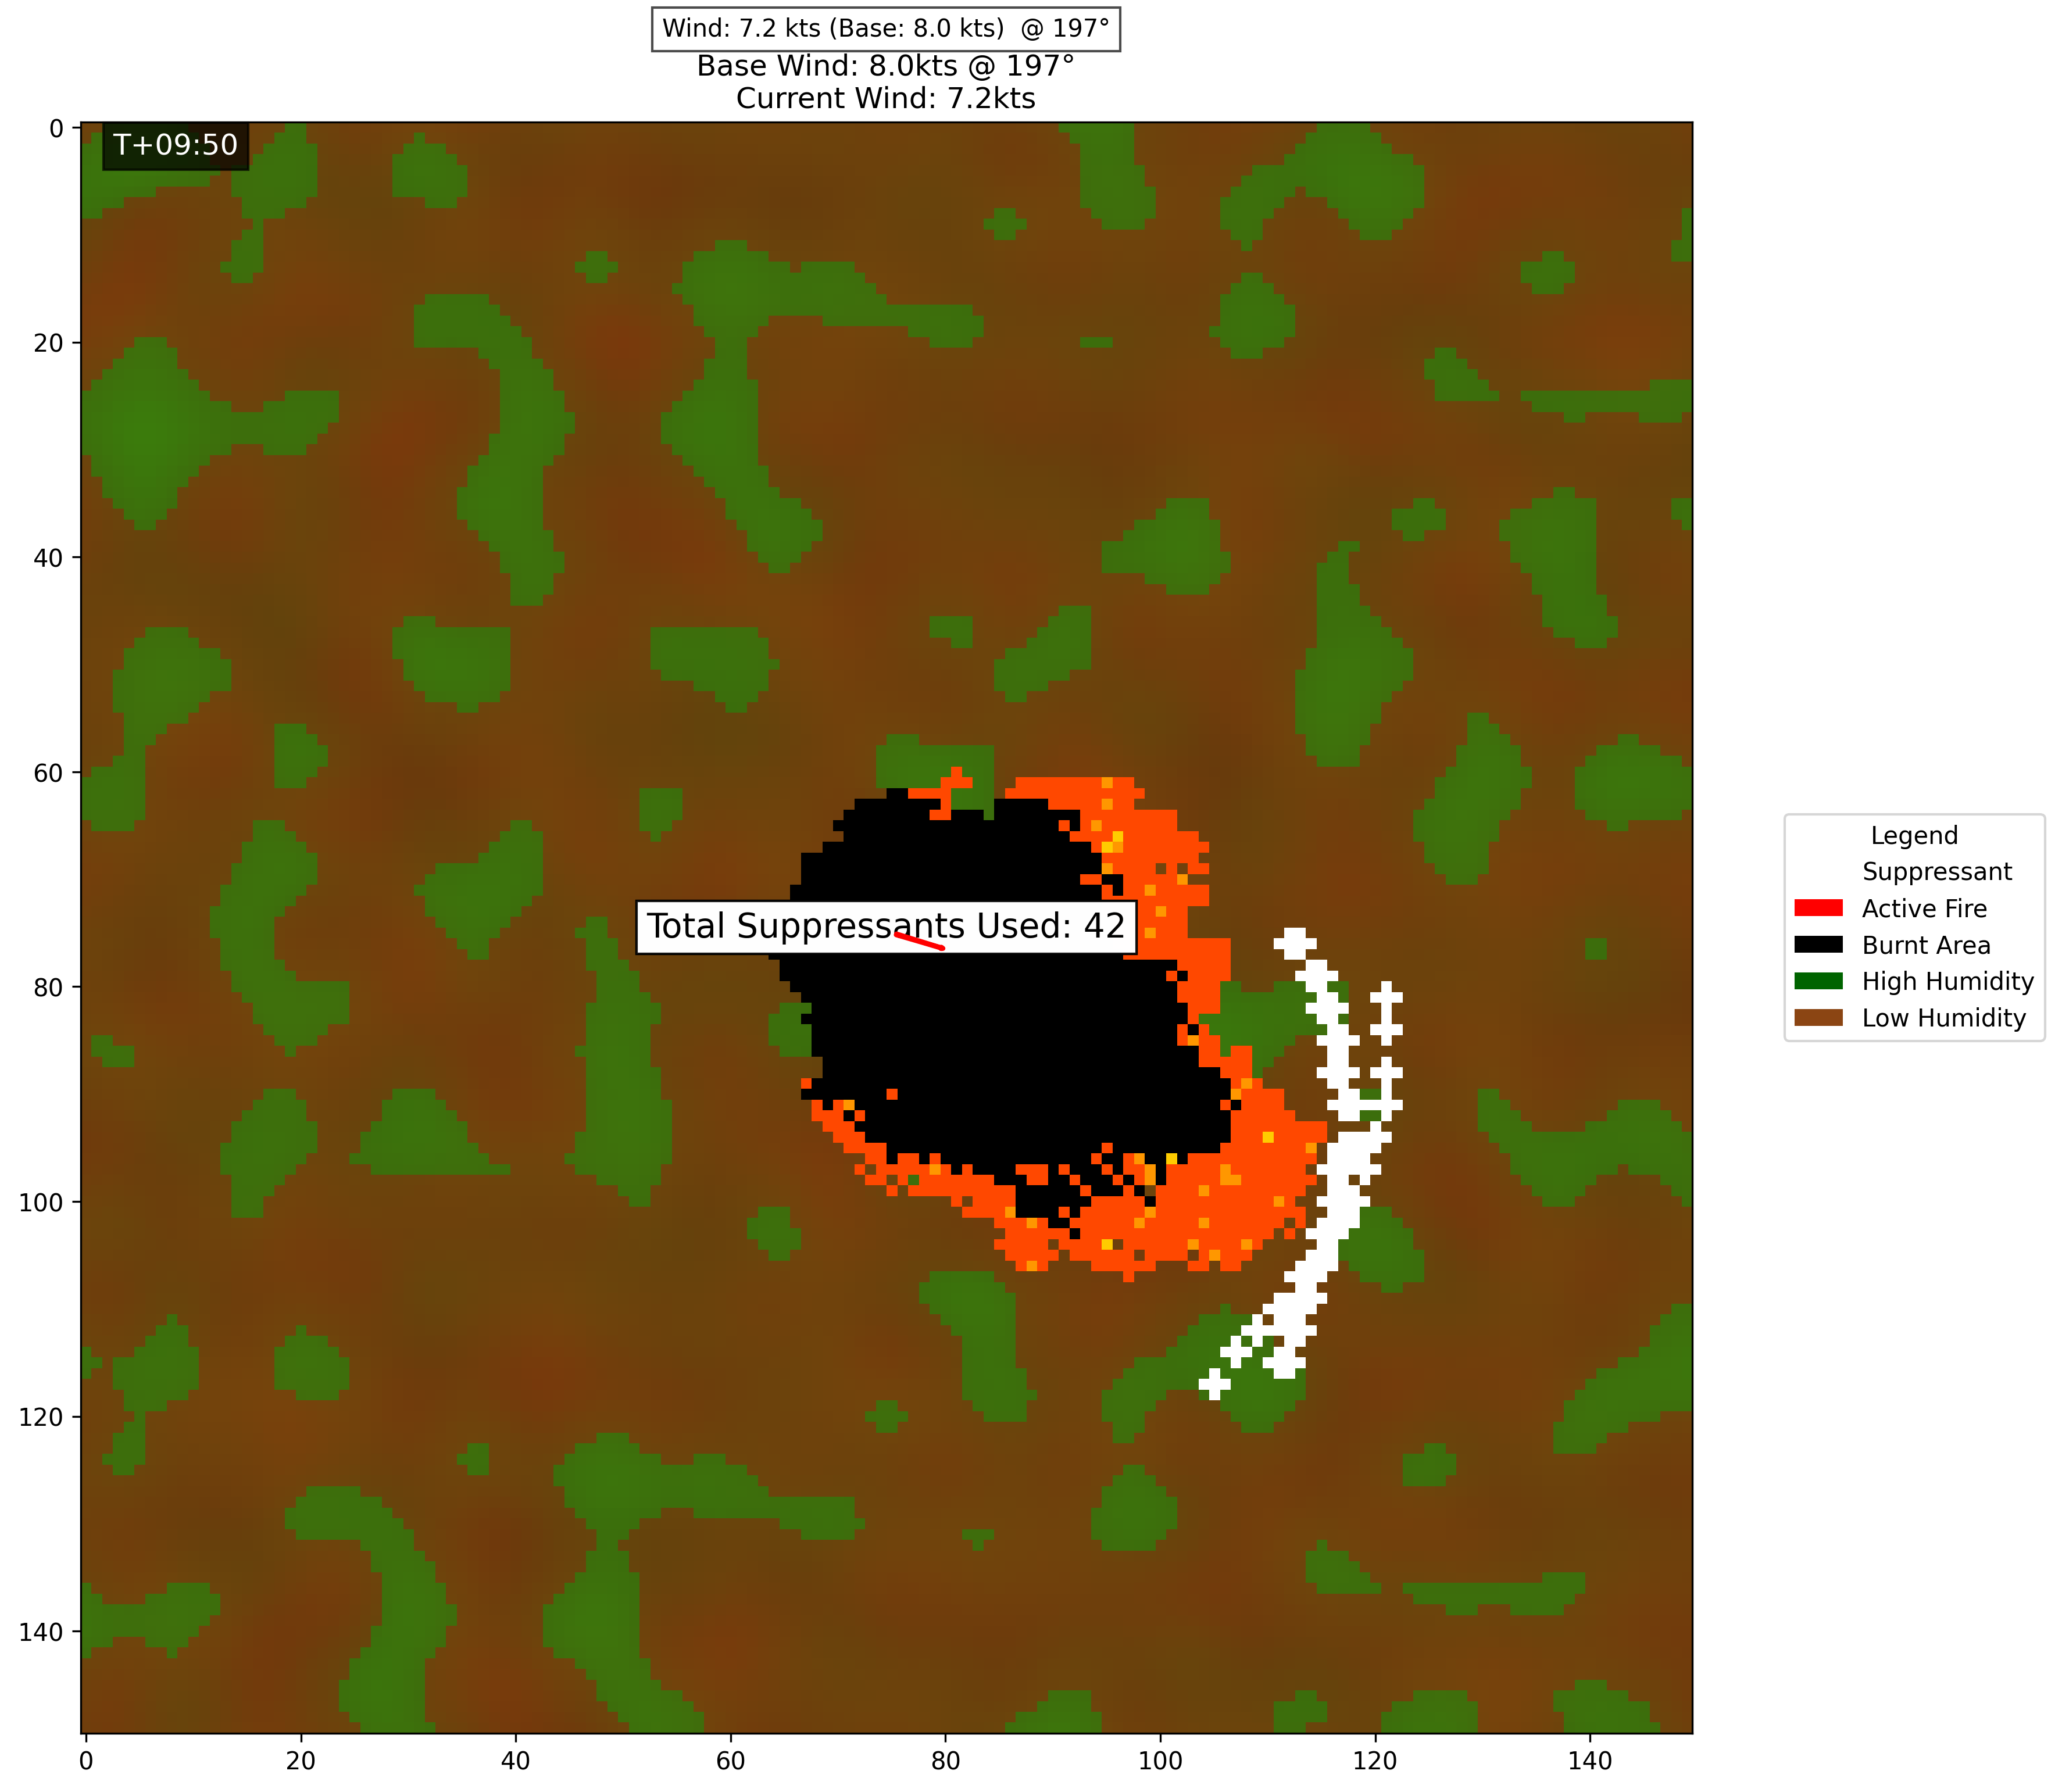 Wind: 7.2 kts (Base: 8.0 kts)  @ 197°
Base Wind: 8.0kts @ 197°
Current Wind: 7.2kts
T+09:50
0
20
40
60
80
100
120
140
Total Suppressants Used: 42
Legend
Suppressant
Active Fire
Burnt Area
High Humidity
Low Humidity
0 20 40 60 80 100 120 140